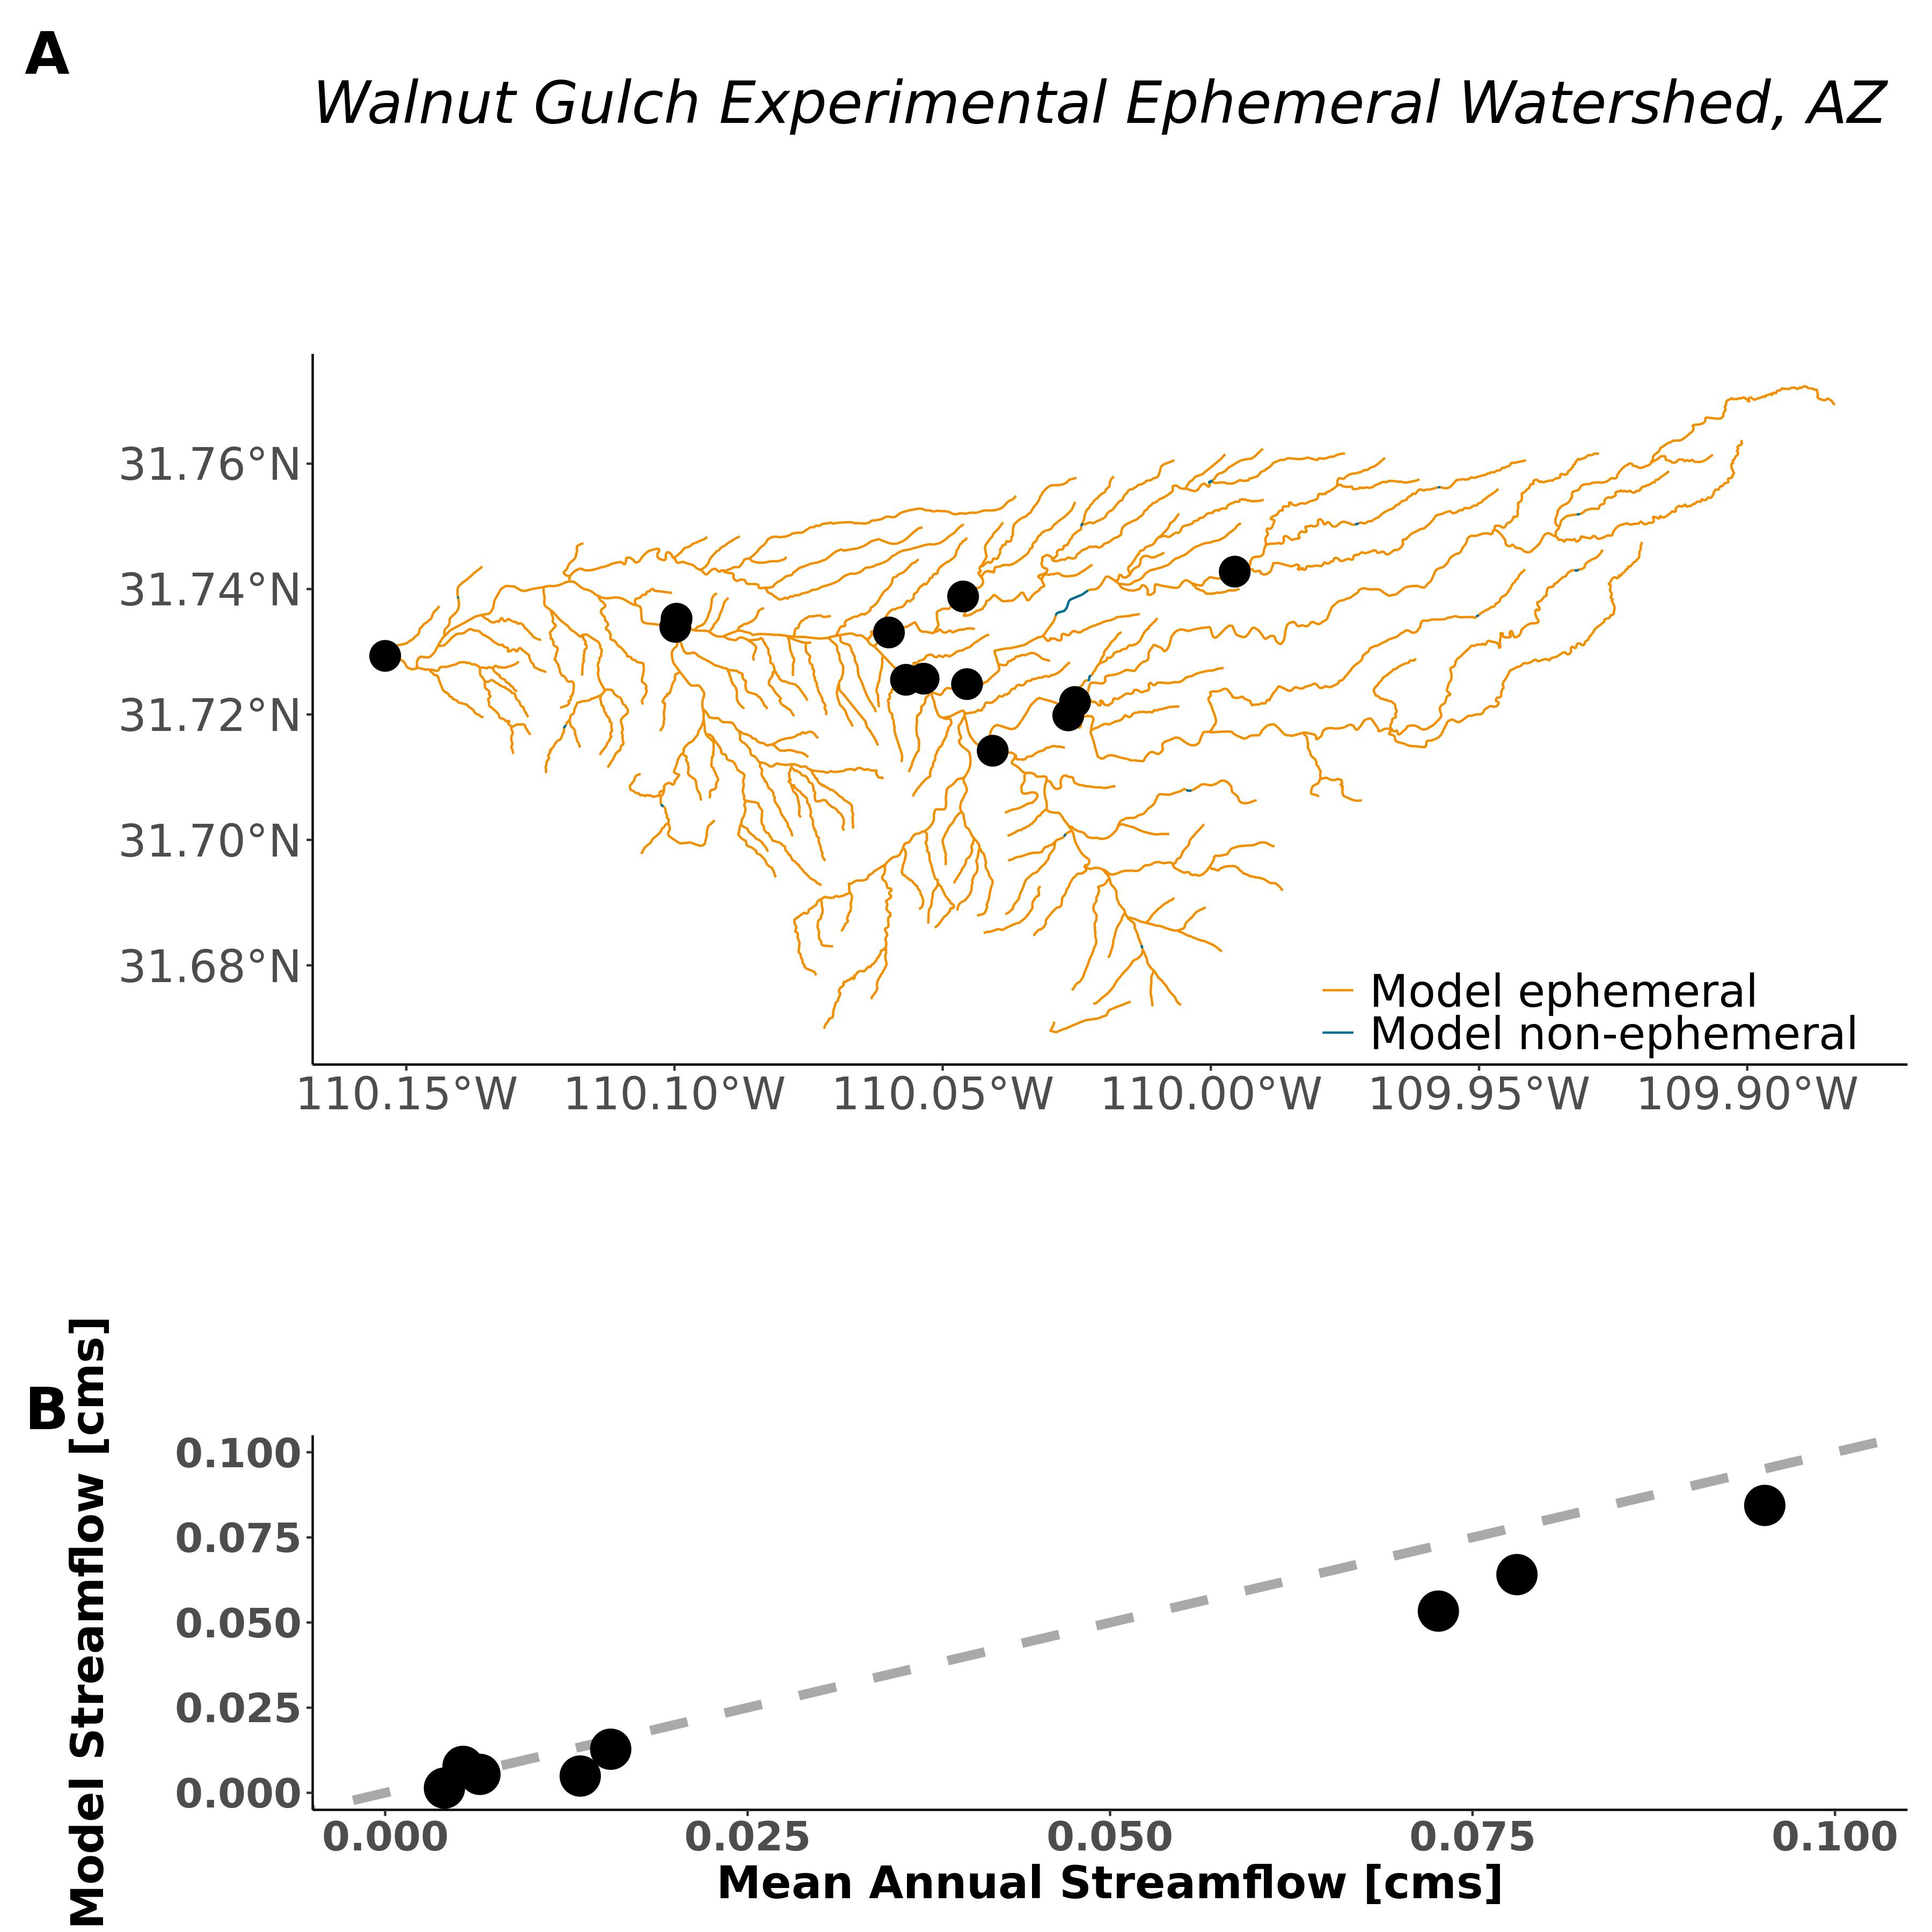 A
Walnut Gulch Experimental Ephemeral Watershed, AZ
31.76°N
31.74°N
31.72°N
31.70°N
31.68°N
Model ephemeral
Model non-ephemeral
110.15°W 110.10°W 110.05°W 110.00°W 109.95°W 109.90°W
B
Model Streamflow [cms]
0.100
0.075
0.050
0.025
0.000
0.000 0.025 0.050 0.075 0.100
Mean Annual Streamflow [cms]